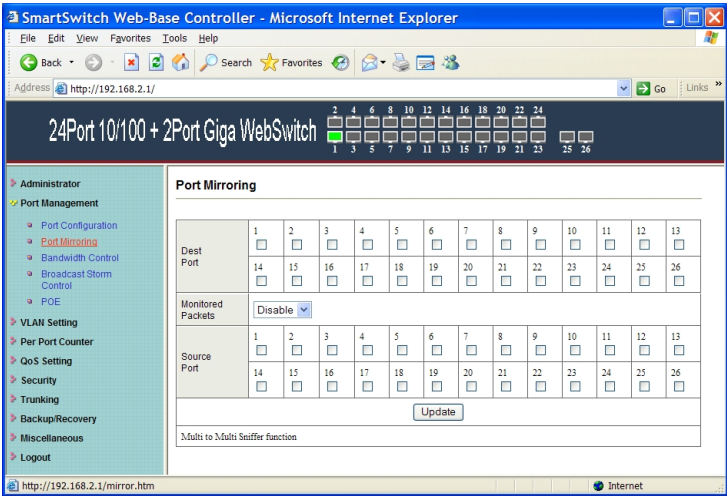 SmartSwitch Web-Base Controller - Microsoft Internet Explorer
File Edit View Favorites Tools Help
Back Search Favorites
Address http://192.168.2.1/ Go Links »
24Port 10/100 + 2Port Giga WebSwitch
2 4 6 8 10 12 14 16 18 20 22 24
1 3 5 7 9 11 13 15 17 19 21 23 25 26
Administrator
Port Management
Port Configuration
Port Mirroring
Bandwidth Control
Broadcast Storm
Control
POE
VLAN Setting
Per Port Counter
QoS Setting
Security
Trunking
Backup/Recovery
Miscellaneous
Logout
Port Mirroring
Dest
Port
1 2 3 4 5 6 7 8 9 10 11 12 13
14 15 16 17 18 19 20 21 22 23 24 25 26
Monitored
Packets
Disable
Source
Port
1 2 3 4 5 6 7 8 9 10 11 12 13
14 15 16 17 18 19 20 21 22 23 24 25 26
Update
Multi to Multi Sniffer function
http://192.168.2.1/mirror.htm Internet